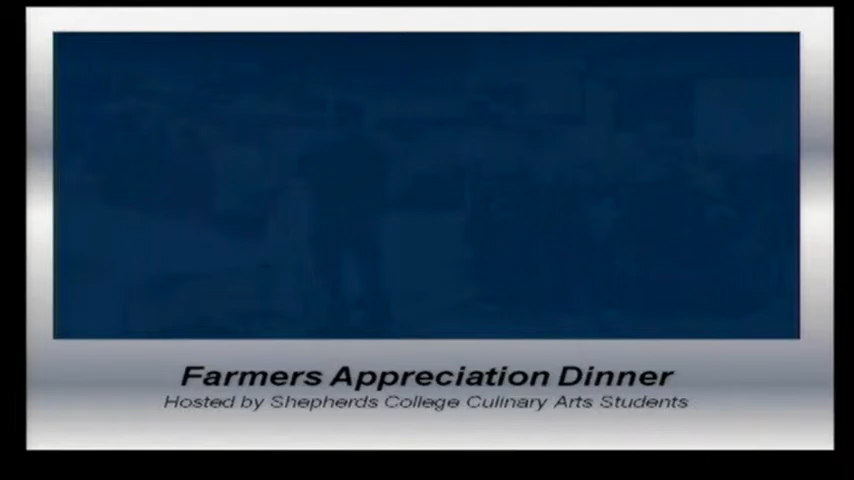 Farmers Appreciation Dinner
Hosted by Shepherds College Culinary Arts Students